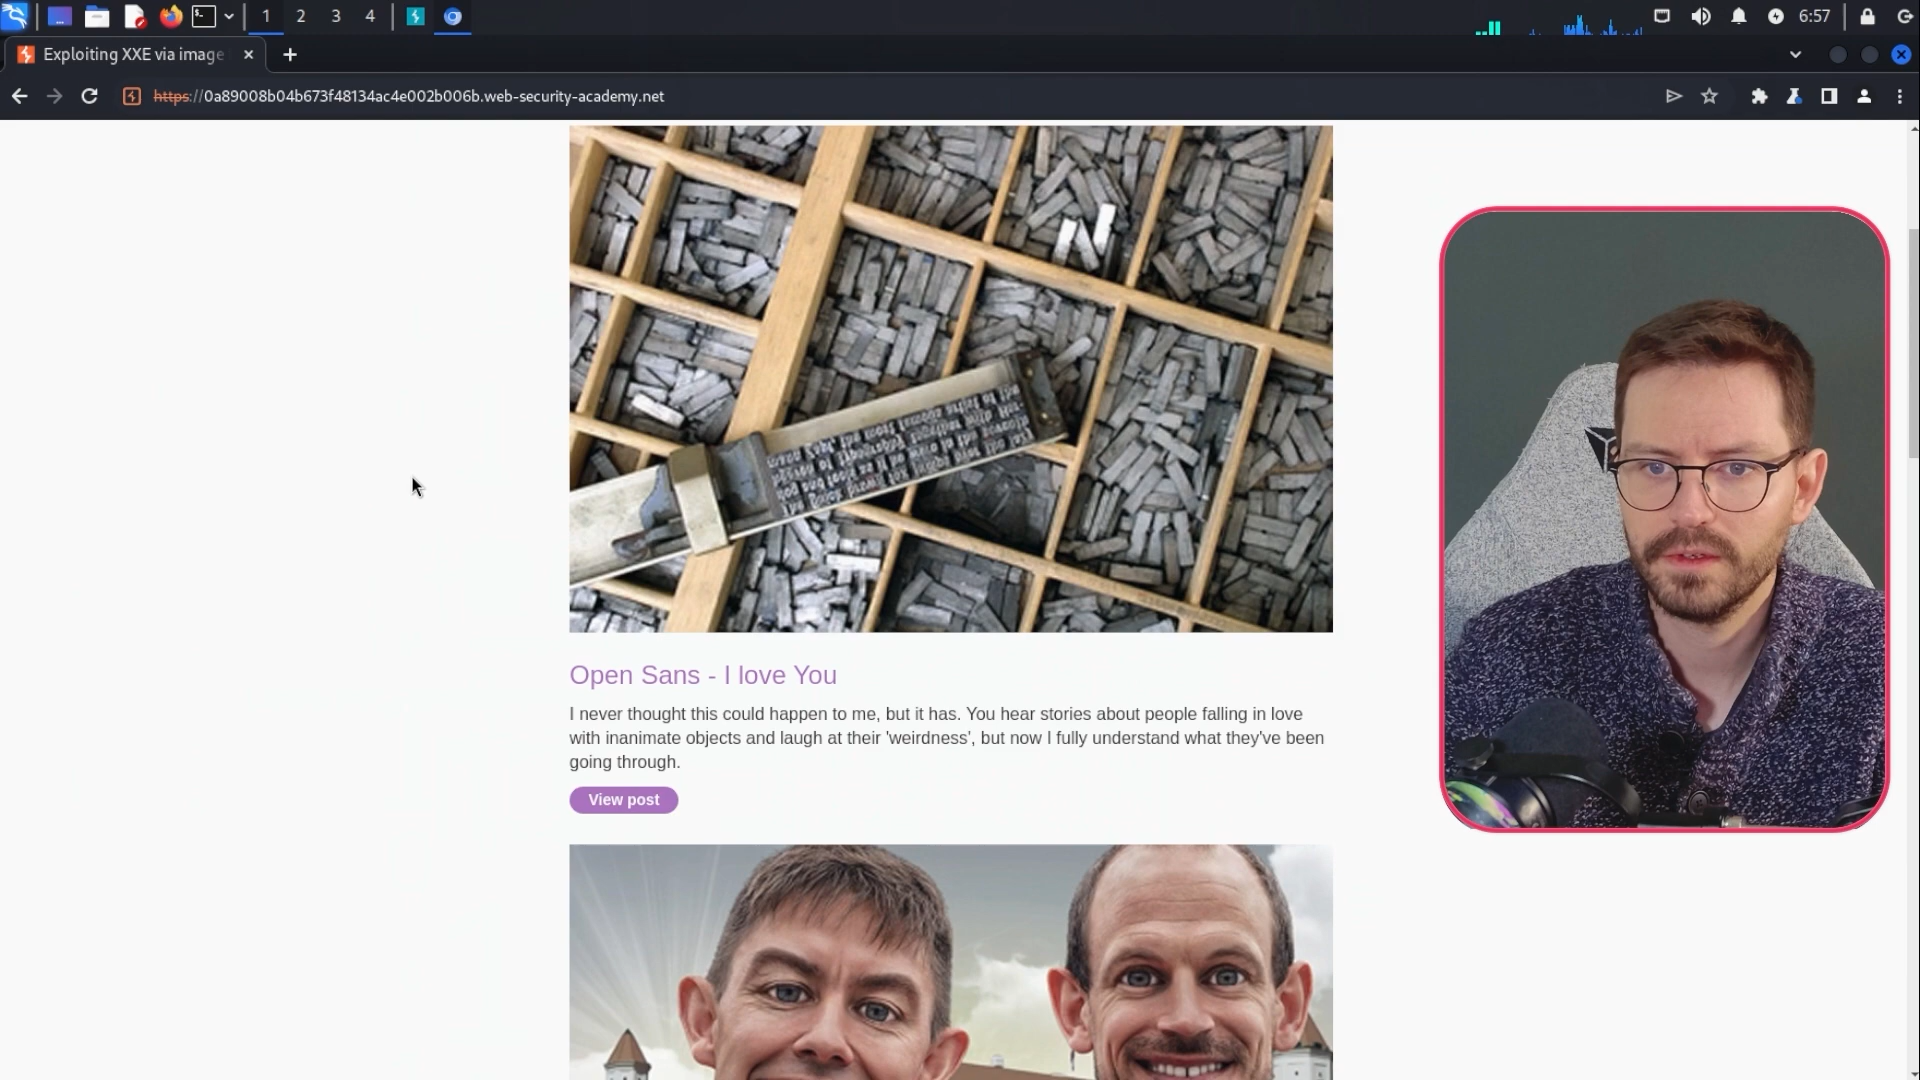 1 2 3 4
6:57
Exploiting XXE via image
https://0a89008b04b673f48134ac4e002b006b.web-security-academy.net
Open Sans - I love You
I never thought this could happen to me, but it has. You hear stories about people falling in love
with inanimate objects and laugh at their 'weirdness', but now I fully understand what they've been
going through.
View post